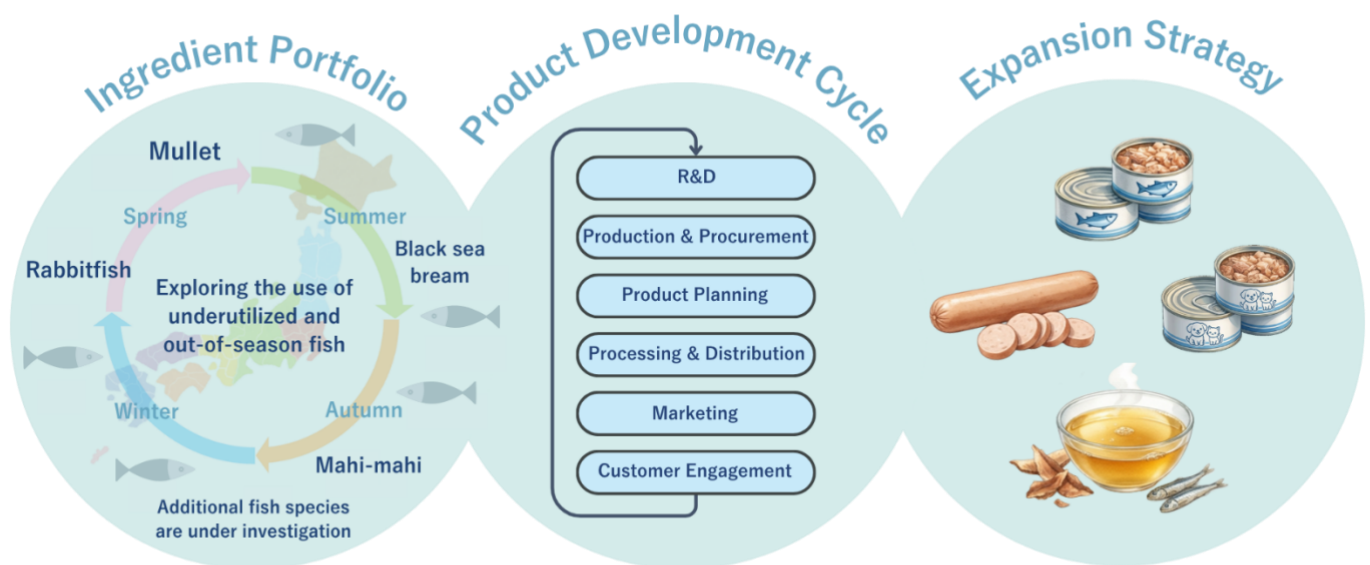 Ingredient Portfolio
Mullet
Spring
Summer
Rabbitfish
Black sea
bream
Exploring the use of
underutilized and
out-of-season fish
Winter
Autumn
Mahi-mahi
Additional fish species
are under investigation
Product Development Cycle
R&D
Production & Procurement
Product Planning
Processing & Distribution
Marketing
Customer Engagement
Expansion Strategy